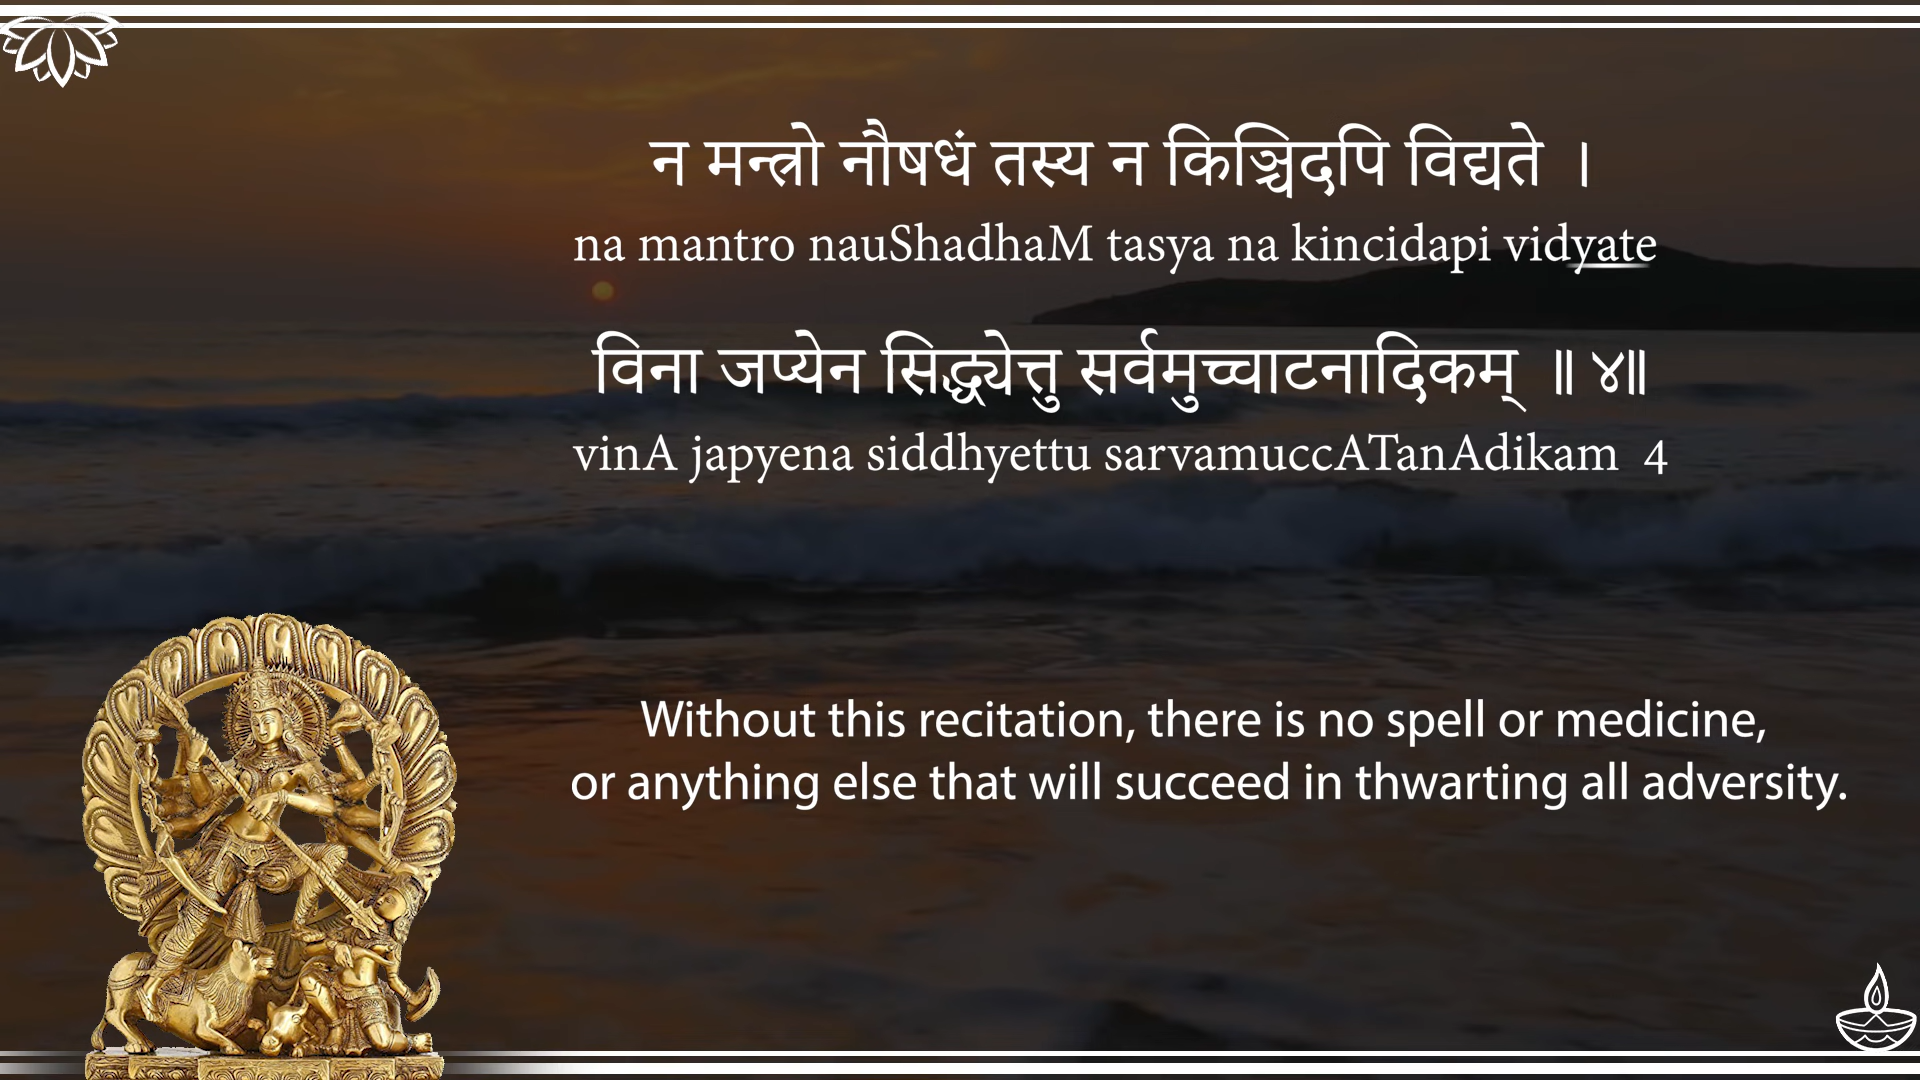 न मन्त्रो नौषधं तस्य न किञ्चिदपि विद्यते ।
na mantro nauShadhaM tasya na kincidapi vidyate
विना जप्येन सिद्ध्येत्तु सर्वमुच्चाटनादिकम् ॥ ४॥
vinA japyena siddhyettu sarvamuccATanAdikam 4
Without this recitation, there is no spell or medicine,
or anything else that will succeed in thwarting all adversity.